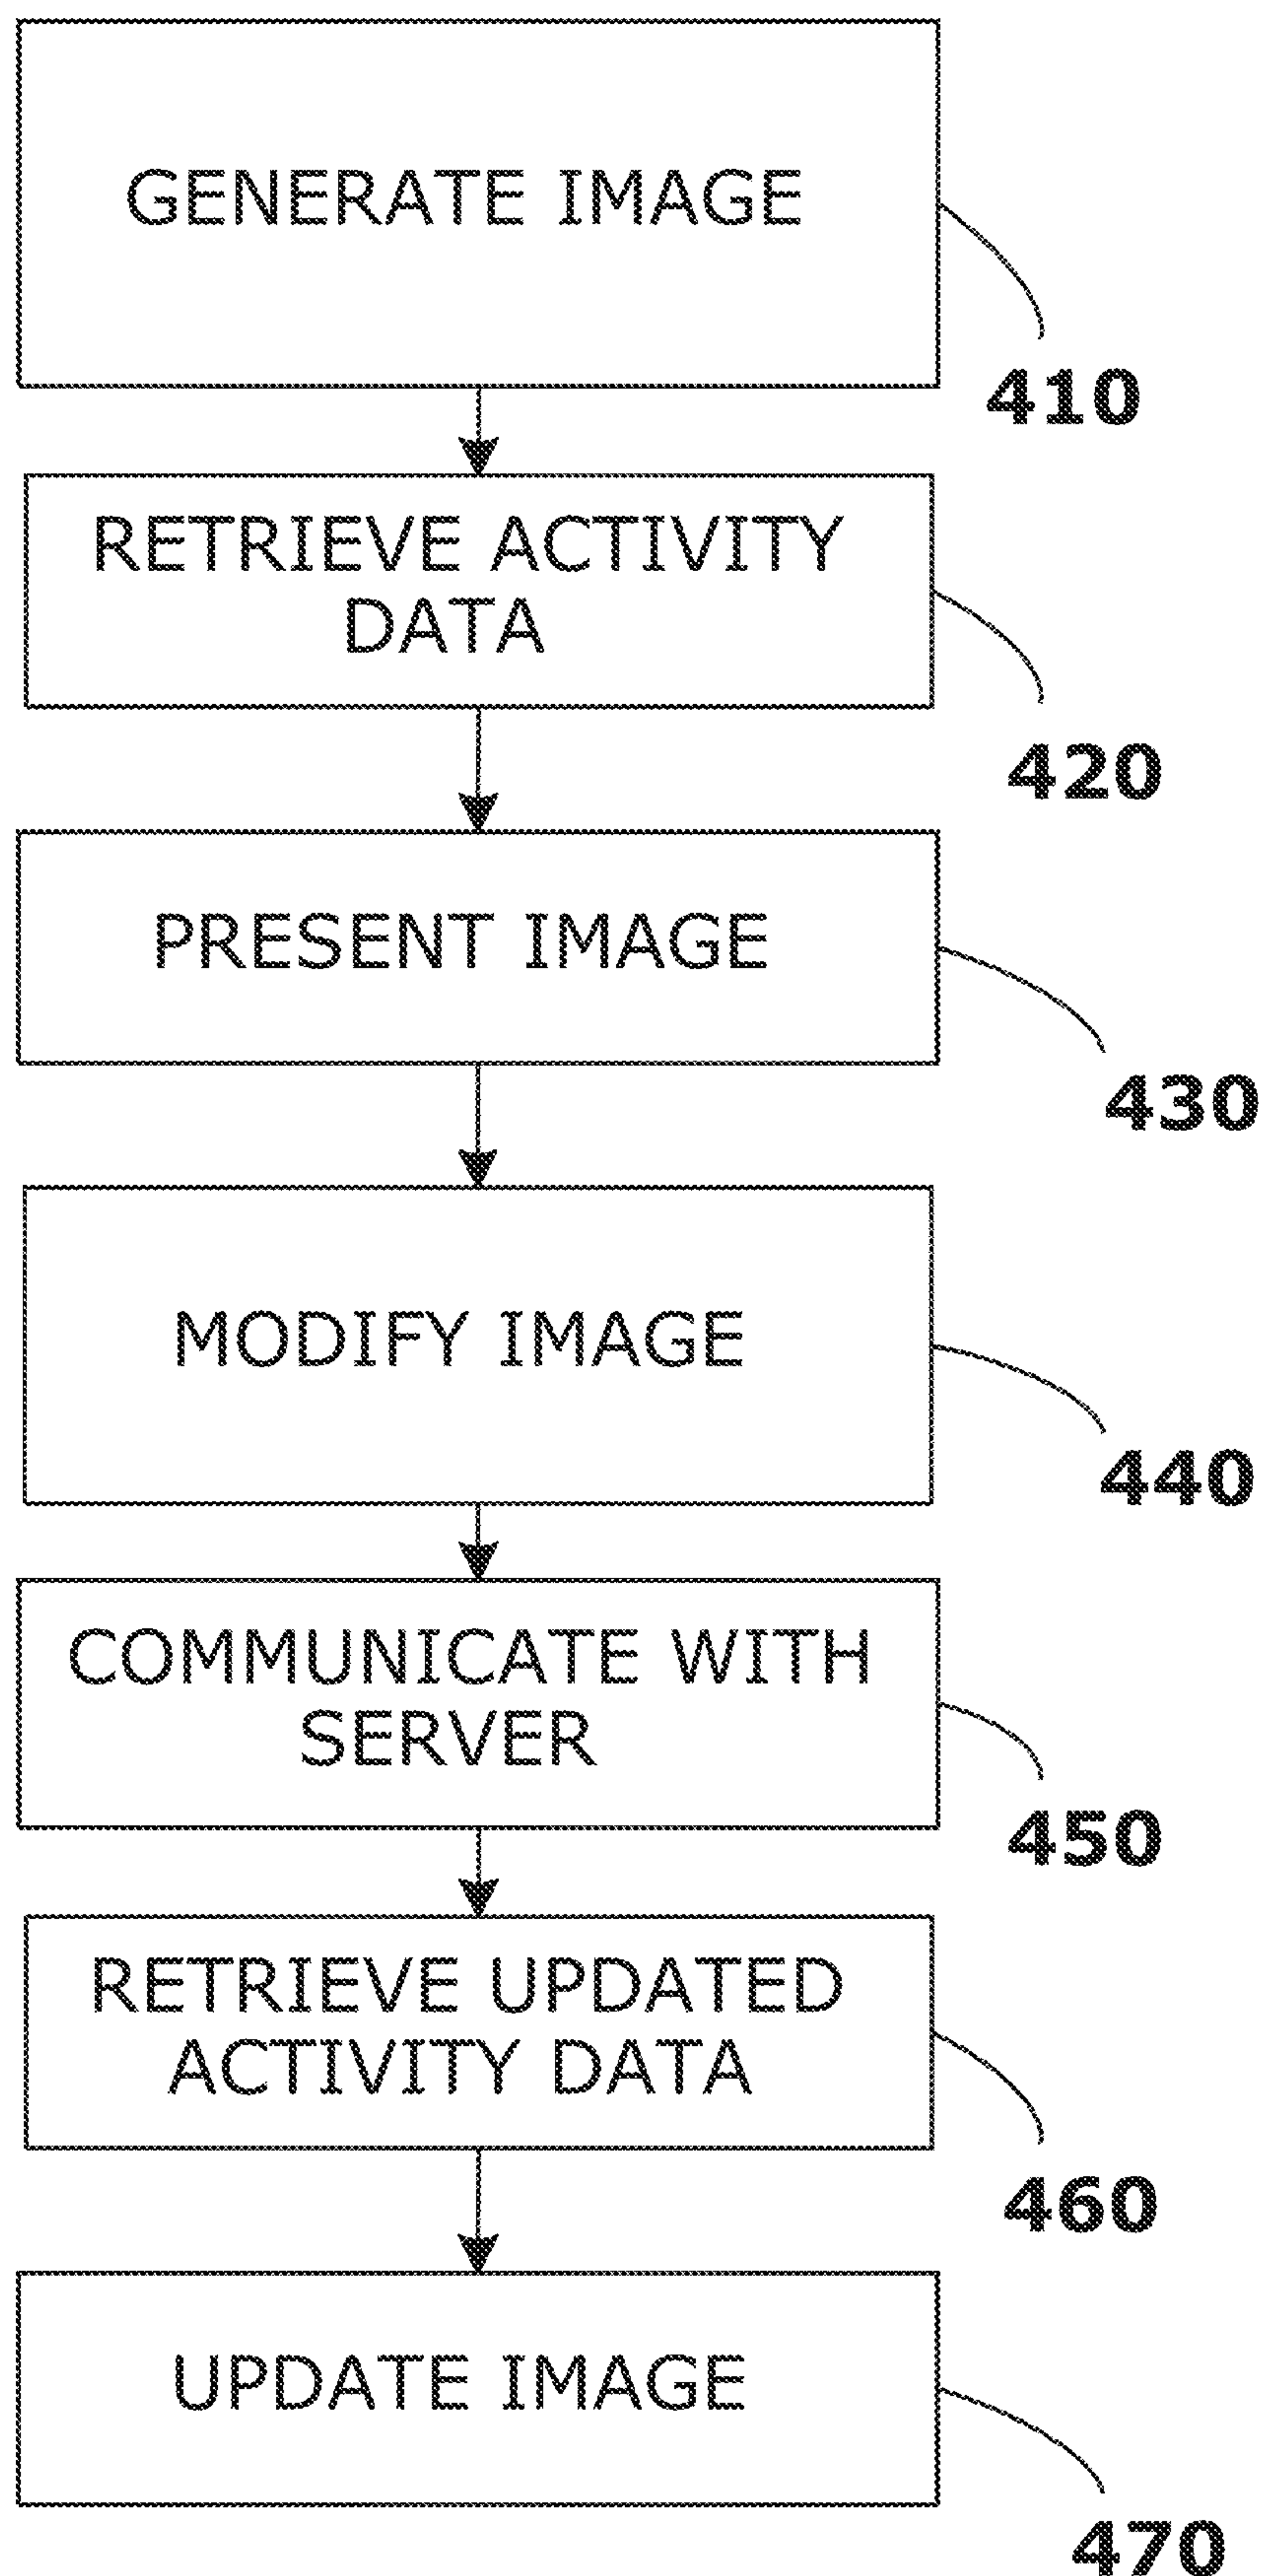 GENERATE IMAGE
410
RETRIEVE ACTIVITY
DATA
420
PRESENT IMAGE
430
MODIFY IMAGE
440
COMMUNICATE WITH
SERVER
450
RETRIEVE UPDATED
ACTIVITY DATA
460
UPDATE IMAGE
470